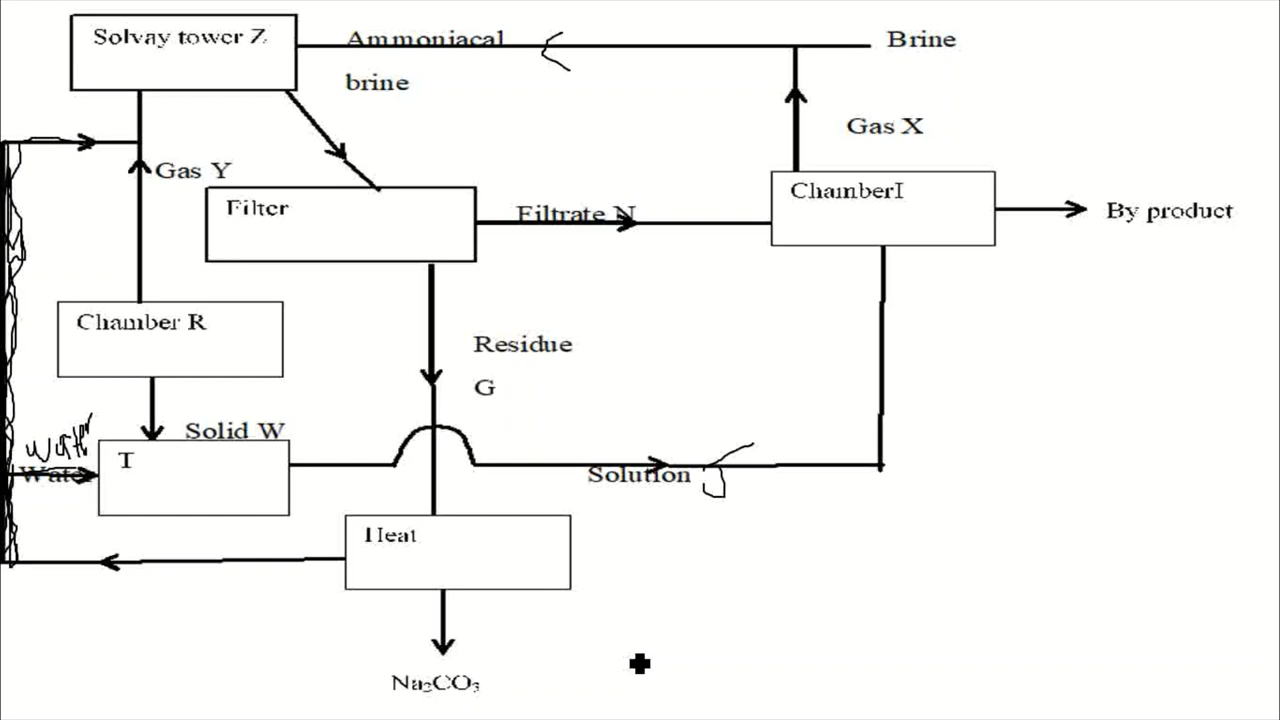 Solvay tower Z
Ammoniacal
brine
Brine
Gas X
Gas Y
Filter
Filtrate N
ChamberI
By product
Chamber R
Residue
G
Solid W
water
Water
T
Solution
Heat
Na₂CO₃